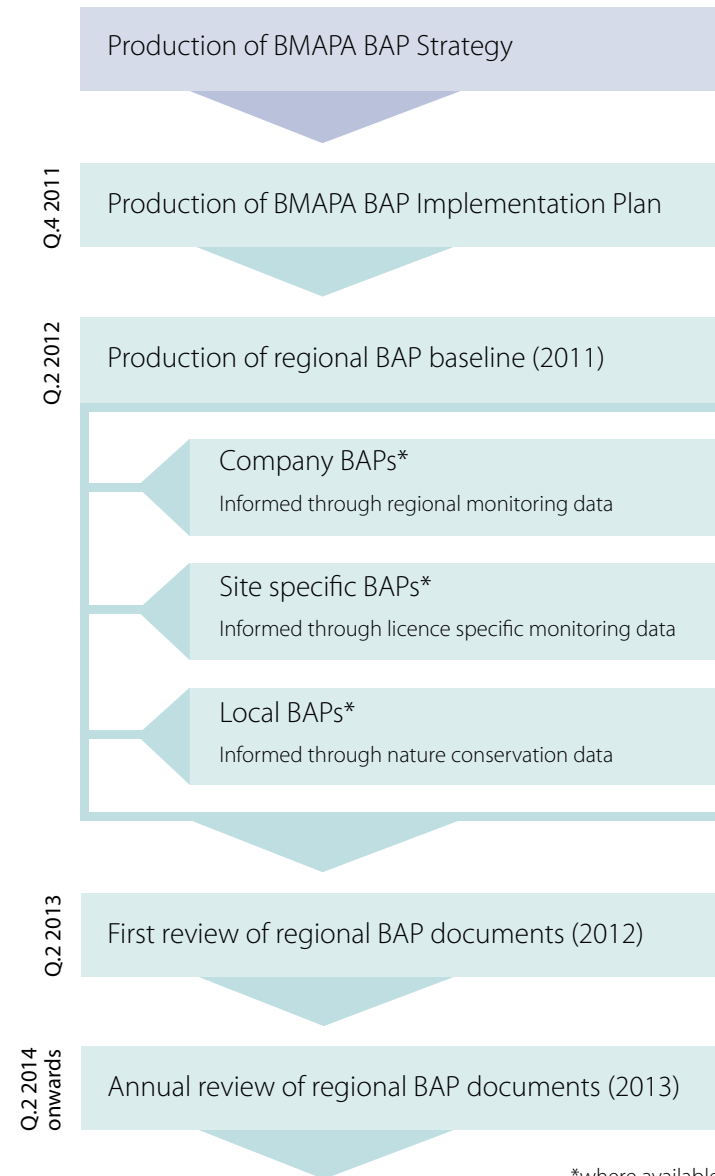 Production of BMAPA BAP Strategy
Q.4 2011
Production of BMAPA BAP Implementation Plan
Q.2 2012
Production of regional BAP baseline (2011)
Company BAPs*
Informed through regional monitoring data
Site specific BAPs*
Informed through licence specific monitoring data
Local BAPs*
Informed through nature conservation data
Q.2 2013
First review of regional BAP documents (2012)
Q.2 2014
onwards
Annual review of regional BAP documents (2013)
*where available